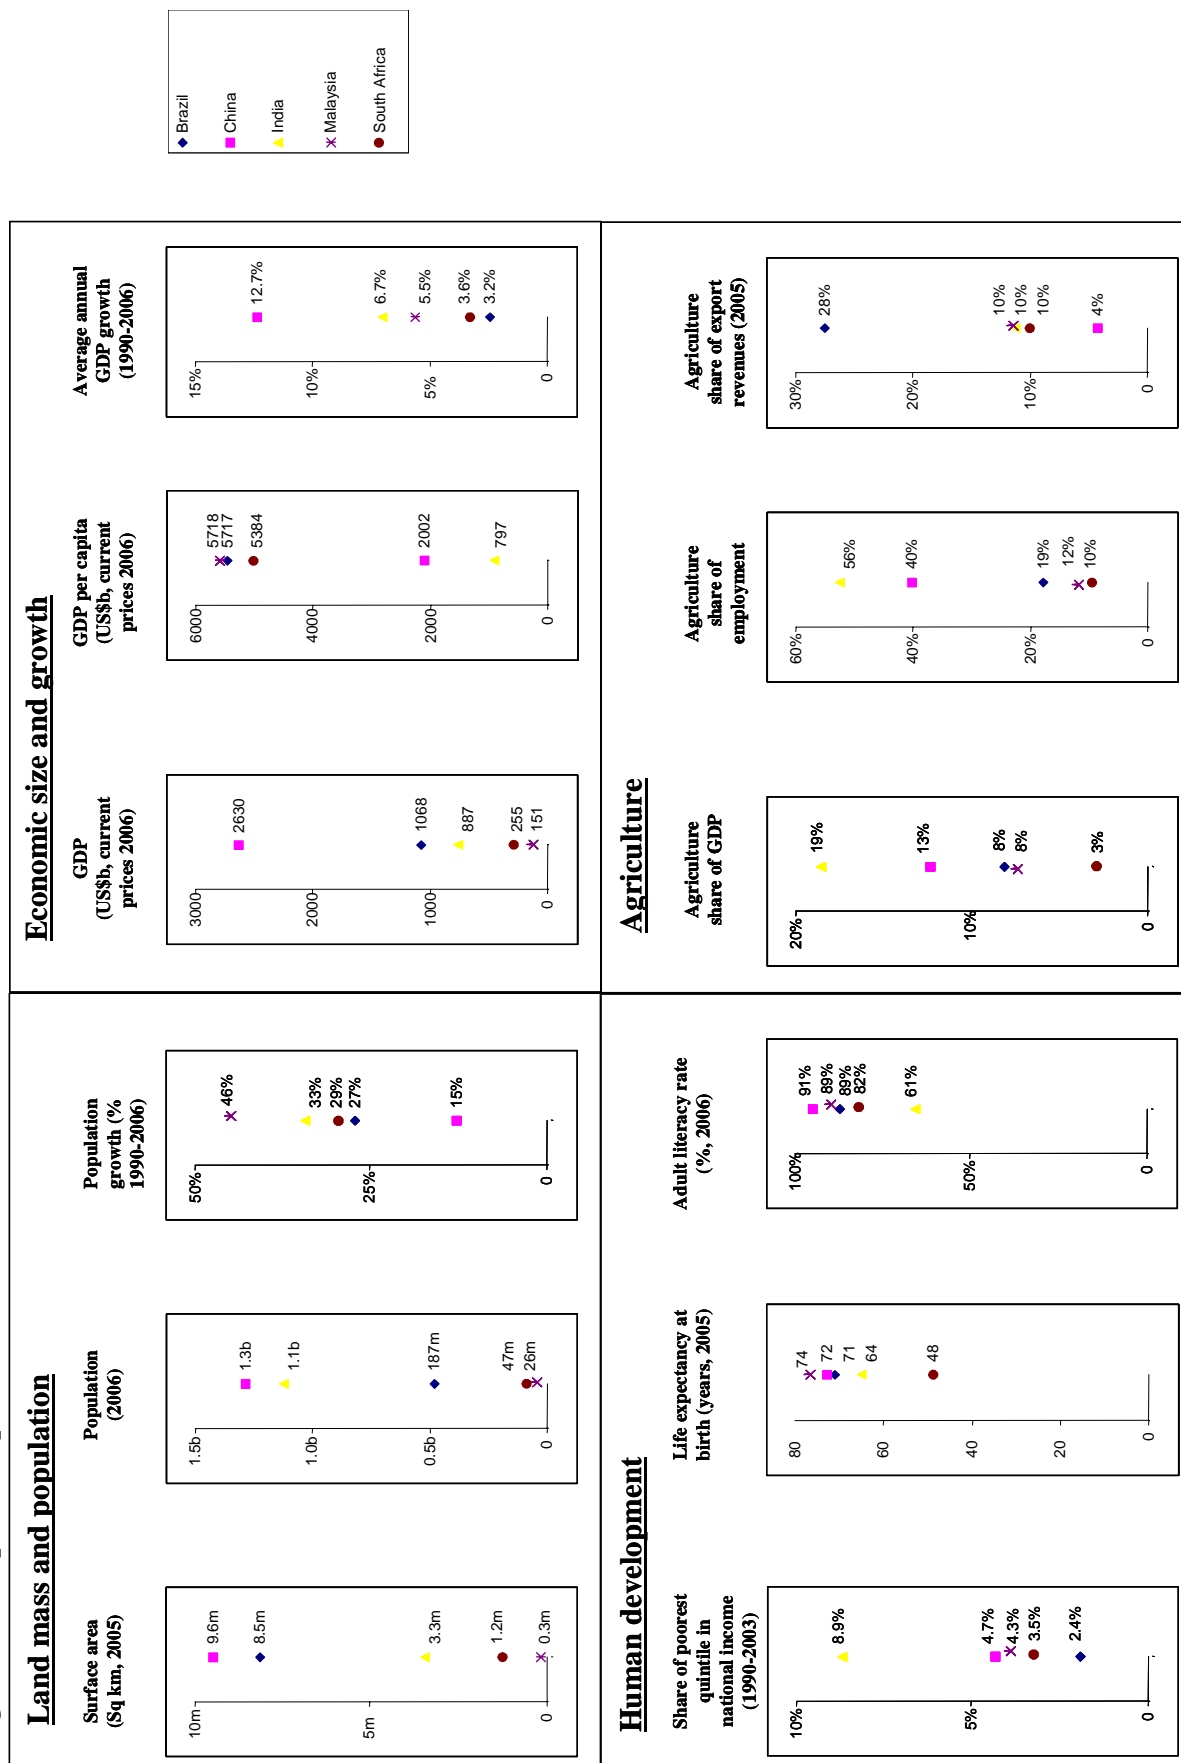 Land mass and population
Surface area
(Sq km, 2005)
10m
5m
0
9.6m
8.5m
3.3m
1.2m
0.3m
Population
(2006)
1.5b
1.0b
0.5b
0
1.3b
1.1b
187m
47m
26m
Population
growth (%
1990-2006)
50%
25%
0
46%
33%
29%
27%
15%
Economic size and growth
GDP
(US$b, current
prices 2006)
3000
2000
1000
0
2630
1068
887
255
151
GDP per capita
(US$b, current
prices 2006)
6000
4000
2000
0
5718
5717
5384
2002
797
Average annual
GDP growth
(1990-2006)
15%
10%
5%
0
12.7%
6.7%
5.5%
3.6%
3.2%
Brazil
China
India
Malaysia
South Africa
Human development
Share of poorest
quintile in
national income
(1990-2003)
10%
5%
0
8.9%
4.7%
4.3%
3.5%
2.4%
Life expectancy at
birth (years, 2005)
80
60
40
20
0
74
72
71
64
48
Adult literacy rate
(%, 2006)
100%
50%
0
91%
89%
89%
82%
61%
Agriculture
Agriculture
share of GDP
20%
10%
0
19%
13%
8%
8%
3%
Agriculture
share of
employment
60%
40%
20%
0
56%
40%
19%
12%
10%
Agriculture
share of export
revenues (2005)
30%
20%
10%
0
28%
10%
10%
10%
4%